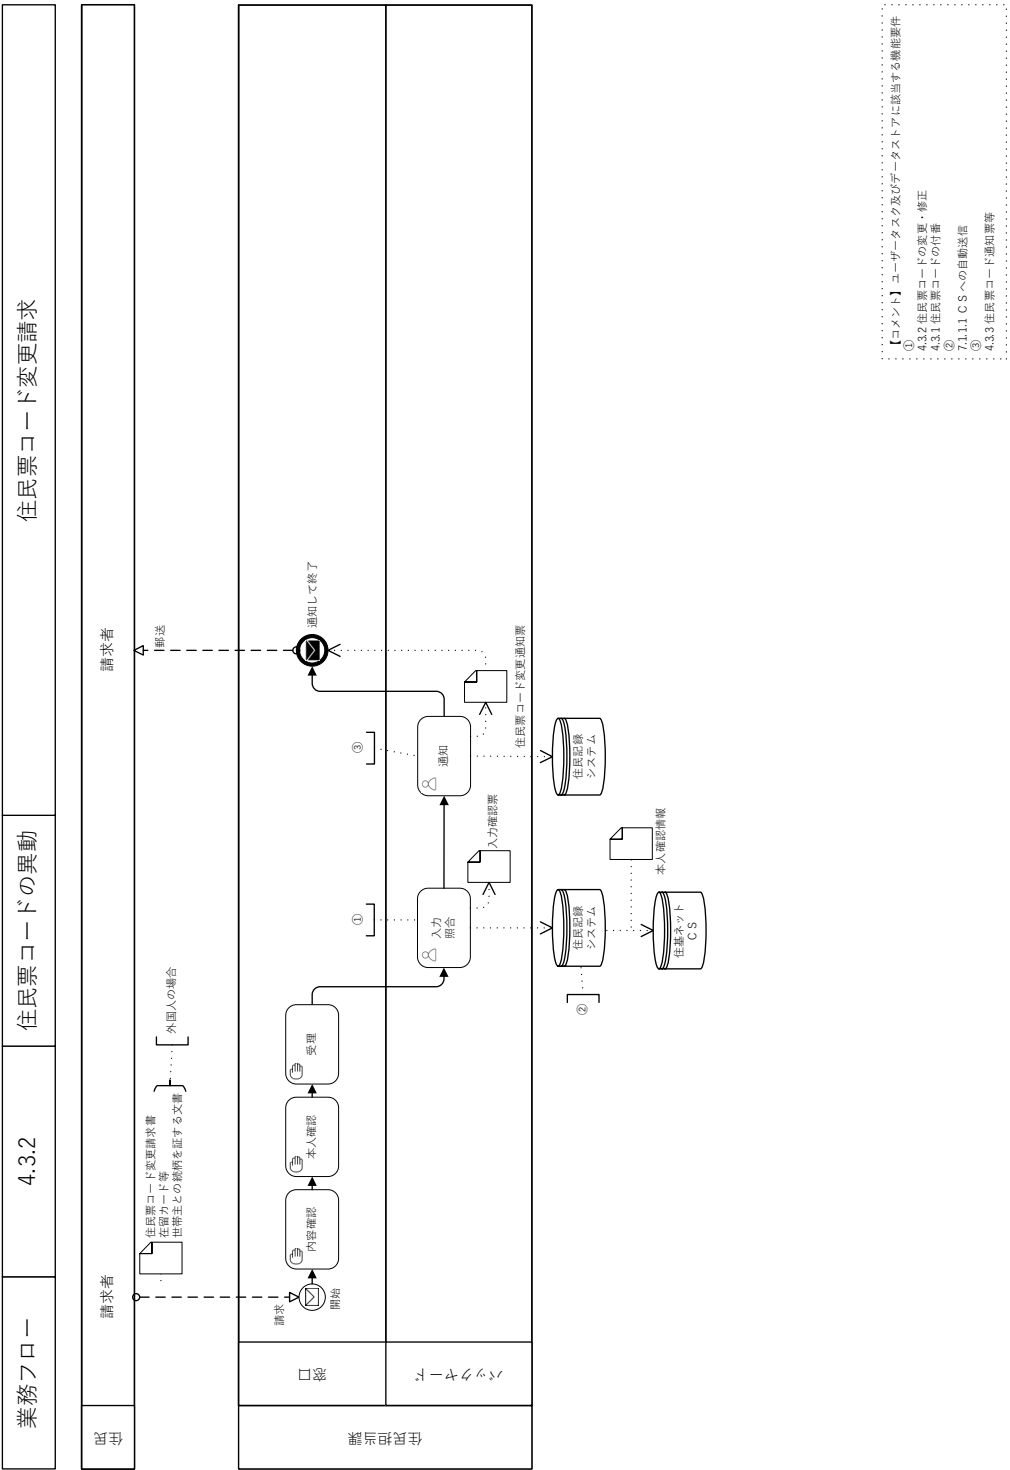 業務フロー
4.3.2
住民票コードの異動
住民票コード変更請求
住民
請求者
請求者
住民票コード変更請求書
在留カード等
世帯主との続柄を証する文書
外国人の場合
請求
郵送
住民担当課
窓口
バックヤード
開始
内容確認
本人確認
受理
通知して終了
①
入力
照合
入力確認票
③
通知
住民票コード変更通知票
住民記録
システム
②
本人確認情報
住基ネット
ＣＳ
住民記録
システム
【コメント】ユーザータスク及びデータストアに該当する機能要件
①
4.3.2 住民票コードの変更・修正
4.3.1 住民票コードの付番
②
7.1.1.1 ＣＳへの自動送信
③
4.3.3 住民票コード通知票等